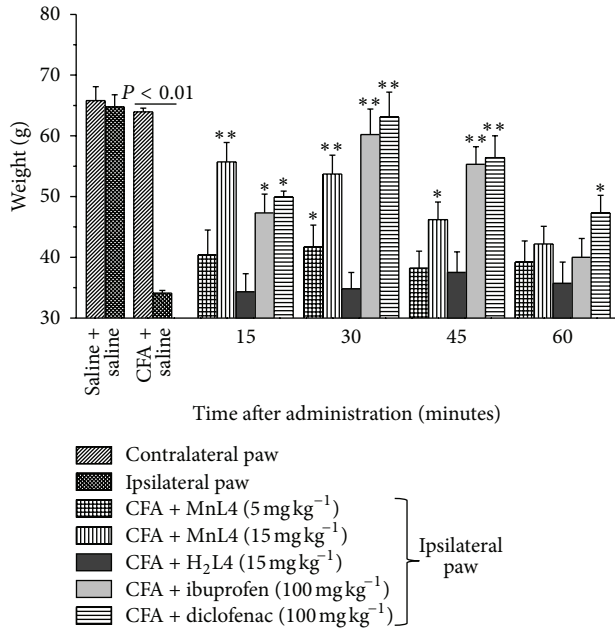 80
70
60
50
40
30
Weight (g)
P < 0.01
**
*
*
*
**
**
**
*
**
**
*
Saline +
saline
CFA +
saline
15
30
45
60
Time after administration (minutes)
Contralateral paw
Ipsilateral paw
CFA + MnL4 (5 mg kg⁻¹)
CFA + MnL4 (15 mg kg⁻¹)
CFA + H₂L4 (15 mg kg⁻¹)
CFA + ibuprofen (100 mg kg⁻¹)
CFA + diclofenac (100 mg kg⁻¹)
Ipsilateral
paw